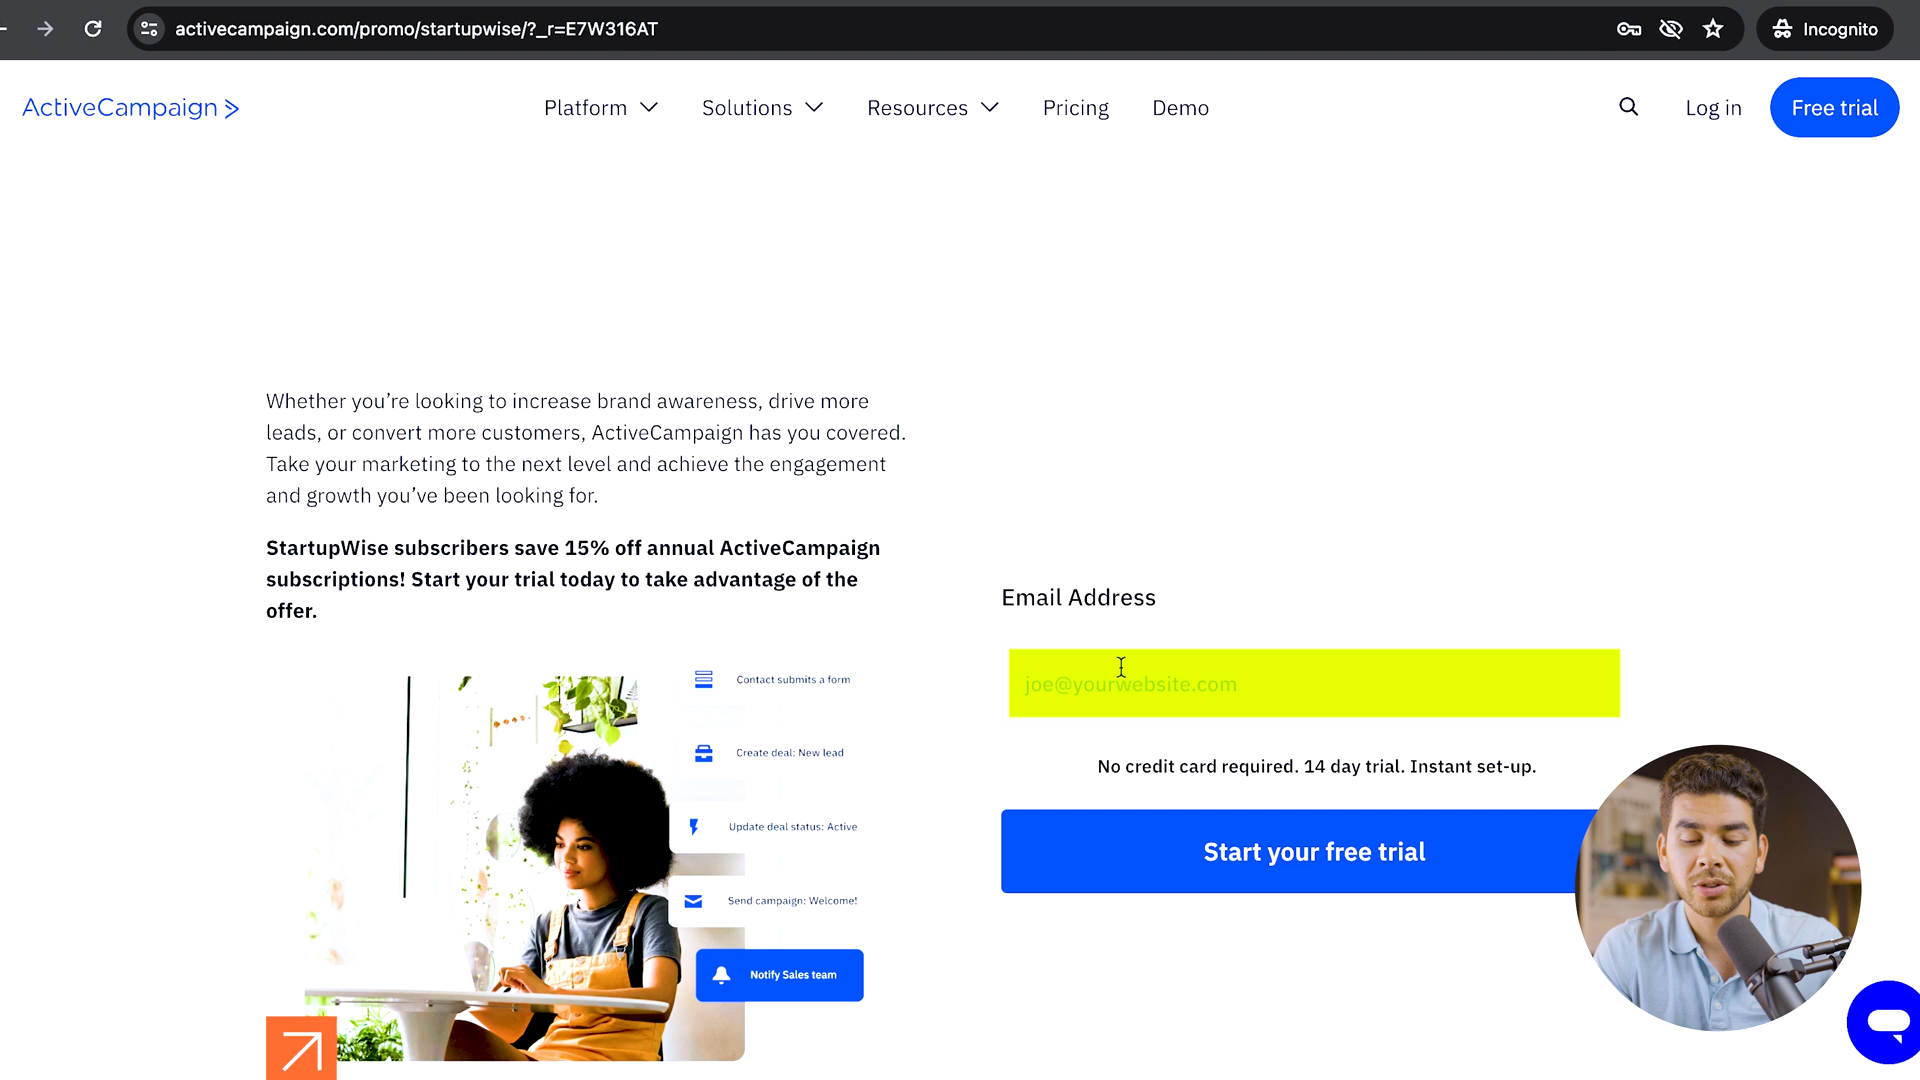 activecampaign.com/promo/startupwise/?_r=E7W316AT
Incognito
ActiveCampaign >
Platform
Solutions
Resources
Pricing
Demo
Log in
Free trial
Whether you’re looking to increase brand awareness, drive more
leads, or convert more customers, ActiveCampaign has you covered.
Take your marketing to the next level and achieve the engagement
and growth you’ve been looking for.
StartupWise subscribers save 15% off annual ActiveCampaign
subscriptions! Start your trial today to take advantage of the
offer.
Contact submits a form
Create deal: New lead
Update deal status: Active
Send campaign: Welcome!
Notify Sales team
Email Address
joe@yourwebsite.com
No credit card required. 14 day trial. Instant set-up.
Start your free trial